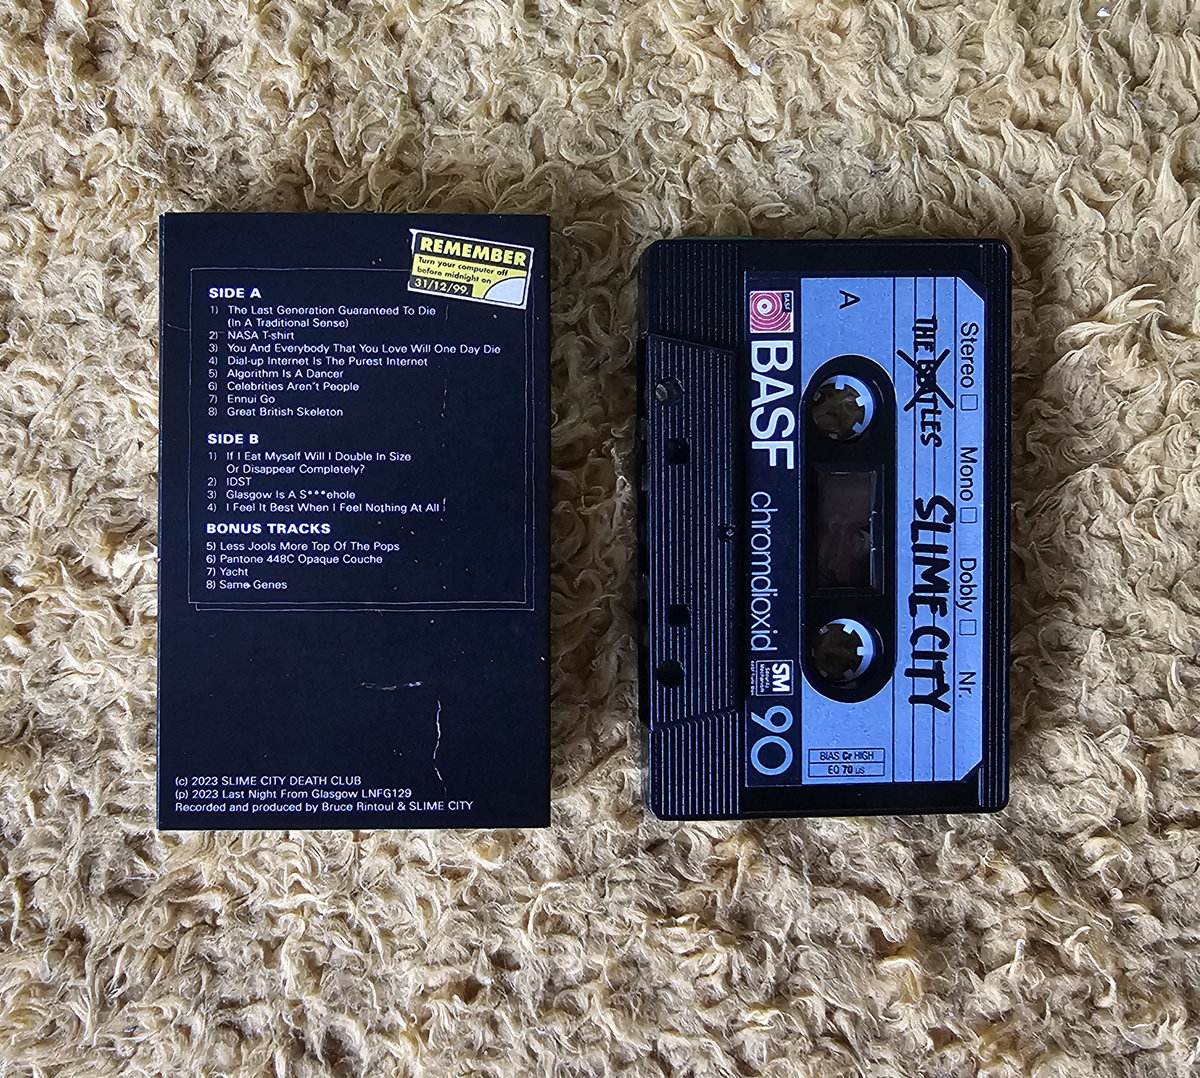 REMEMBER
Turn your computer off
before midnight on
31/12/99.
SIDE A
1) The Last Generation Guaranteed To Die
(In A Traditional Sense)
2) NASA T-shirt
3) You And Everybody That You Love Will One Day Die
4) Dial-up Internet Is The Purest Internet
5) Algorithm Is A Dancer
6) Celebrities Aren't People
7) Ennui Go
8) Great British Skeleton
SIDE B
1) If I Eat Myself Will I Double In Size
Or Disappear Completely?
2) IDST
3) Glasgow Is A S***ehole
4) I Feel It Best When I Feel Nothing At All
BONUS TRACKS
5) Less Jools More Top Of The Pops
6) Pantone 448C Opaque Couche
7) Yacht
8) Same Genes
(c) 2023 SLIME CITY DEATH CLUB
(p) 2023 Last Night From Glasgow LNFG129
Recorded and produced by Bruce Rintoul & SLIME CITY
Stereo Mono Dobly Nr.
THE BEATLES SLIME CITY
A
BIAS Cr HIGH
EQ 70 us
BASF
BASF chromdioxid SM 90